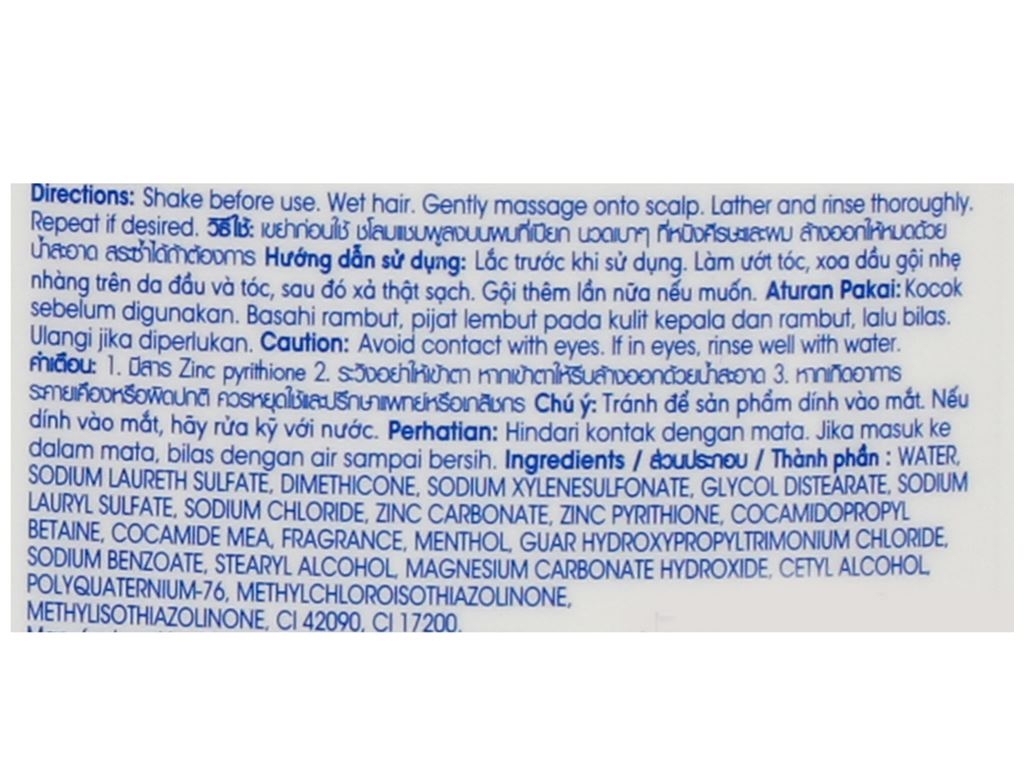 Directions: Shake before use. Wet hair. Gently massage onto scalp. Lather and rinse thoroughly.
Repeat if desired. วิธีใช้: เขย่าก่อนใช้ ชโลมแชมพูลงบนผมที่เปียก นวดเบาๆ ที่หนังศีรษะและผม ล้างออกให้หมดด้วย
น้ำสะอาด สระซ้ำได้ถ้าต้องการ Hướng dẫn sử dụng: Lắc trước khi sử dụng. Làm ướt tóc, xoa dầu gội nhẹ
nhàng trên da đầu và tóc, sau đó xả thật sạch. Gội thêm lần nữa nếu muốn. Aturan Pakai: Kocok
sebelum digunakan. Basahi rambut, pijat lembut pada kulit kepala dan rambut, lalu bilas.
Ulangi jika diperlukan. Caution: Avoid contact with eyes. If in eyes, rinse well with water.
คำเตือน: 1. มีสาร Zinc pyrithione 2. ระวังอย่าให้เข้าตา หากเข้าตาให้รีบล้างออกด้วยน้ำสะอาด 3. หากเกิดอาการ
ระคายเคืองหรือผิดปกติ ควรหยุดใช้และปรึกษาแพทย์หรือเภสัชกร Chú ý: Tránh để sản phẩm dính vào mắt. Nếu
dính vào mắt, hãy rửa kỹ với nước. Perhatian: Hindari kontak dengan mata. Jika masuk ke
dalam mata, bilas dengan air sampai bersih. Ingredients / ส่วนประกอบ / Thành phần : WATER,
SODIUM LAURETH SULFATE, DIMETHICONE, SODIUM XYLENESULFONATE, GLYCOL DISTEARATE, SODIUM
LAURYL SULFATE, SODIUM CHLORIDE, ZINC CARBONATE, ZINC PYRITHIONE, COCAMIDOPROPYL
BETAINE, COCAMIDE MEA, FRAGRANCE, MENTHOL, GUAR HYDROXYPROPYLTRIMONIUM CHLORIDE,
SODIUM BENZOATE, STEARYL ALCOHOL, MAGNESIUM CARBONATE HYDROXIDE, CETYL ALCOHOL,
POLYQUATERNIUM-76, METHYLCHLOROISOTHIAZOLINONE,
METHYLISOTHIAZOLINONE, CI 42090, CI 17200.